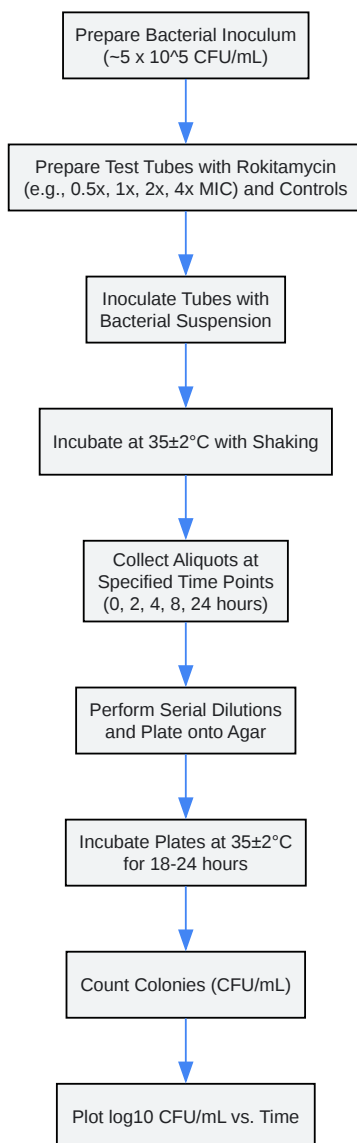 Prepare Bacterial Inoculum
(~5 x 10^5 CFU/mL)
Prepare Test Tubes with Rokitamycin
(e.g., 0.5x, 1x, 2x, 4x MIC) and Controls
Inoculate Tubes with
Bacterial Suspension
Incubate at 35±2°C with Shaking
Collect Aliquots at
Specified Time Points
(0, 2, 4, 8, 24 hours)
Perform Serial Dilutions
and Plate onto Agar
Incubate Plates at 35±2°C
for 18-24 hours
Count Colonies (CFU/mL)
Plot log10 CFU/mL vs. Time